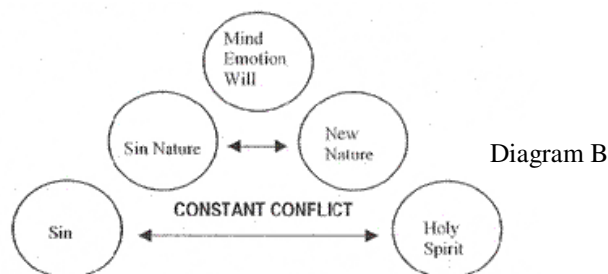 Mind
Emotion
Will
Sin Nature
New
Nature
Diagram B
CONSTANT CONFLICT
Sin
Holy
Spirit